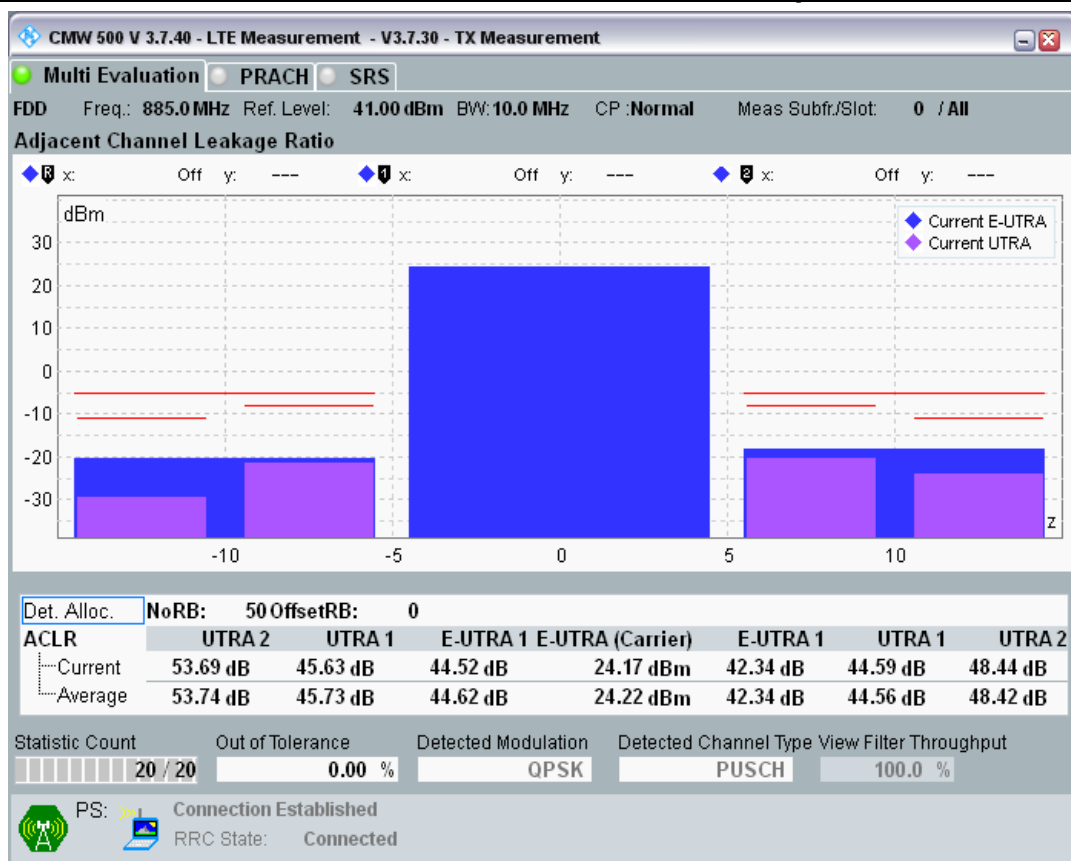 CMW 500 V 3.7.40 - LTE Measurement - V3.7.30 - TX Measurement
Multi Evaluation PRACH SRS
FDD Freq.: 885.0 MHz Ref. Level: 41.00 dBm BW: 10.0 MHz CP :Normal Meas Subfr./Slot: 0 / All
Adjacent Channel Leakage Ratio
R x: Off y: --- 1 x: Off y: --- 2 x: Off y: ---
dBm
Current E-UTRA
Current UTRA
30
20
10
0
-10
-20
-30
z
-10 -5 0 5 10
Det. Alloc. NoRB: 50 OffsetRB: 0
ACLR UTRA 2 UTRA 1 E-UTRA 1 E-UTRA (Carrier) E-UTRA 1 UTRA 1 UTRA 2
Current 53.69 dB 45.63 dB 44.52 dB 24.17 dBm 42.34 dB 44.59 dB 48.44 dB
Average 53.74 dB 45.73 dB 44.62 dB 24.22 dBm 42.34 dB 44.56 dB 48.42 dB
Statistic Count Out of Tolerance Detected Modulation Detected Channel Type View Filter Throughput
20 / 20 0.00 % QPSK PUSCH 100.0 %
PS: Connection Established
RRC State: Connected